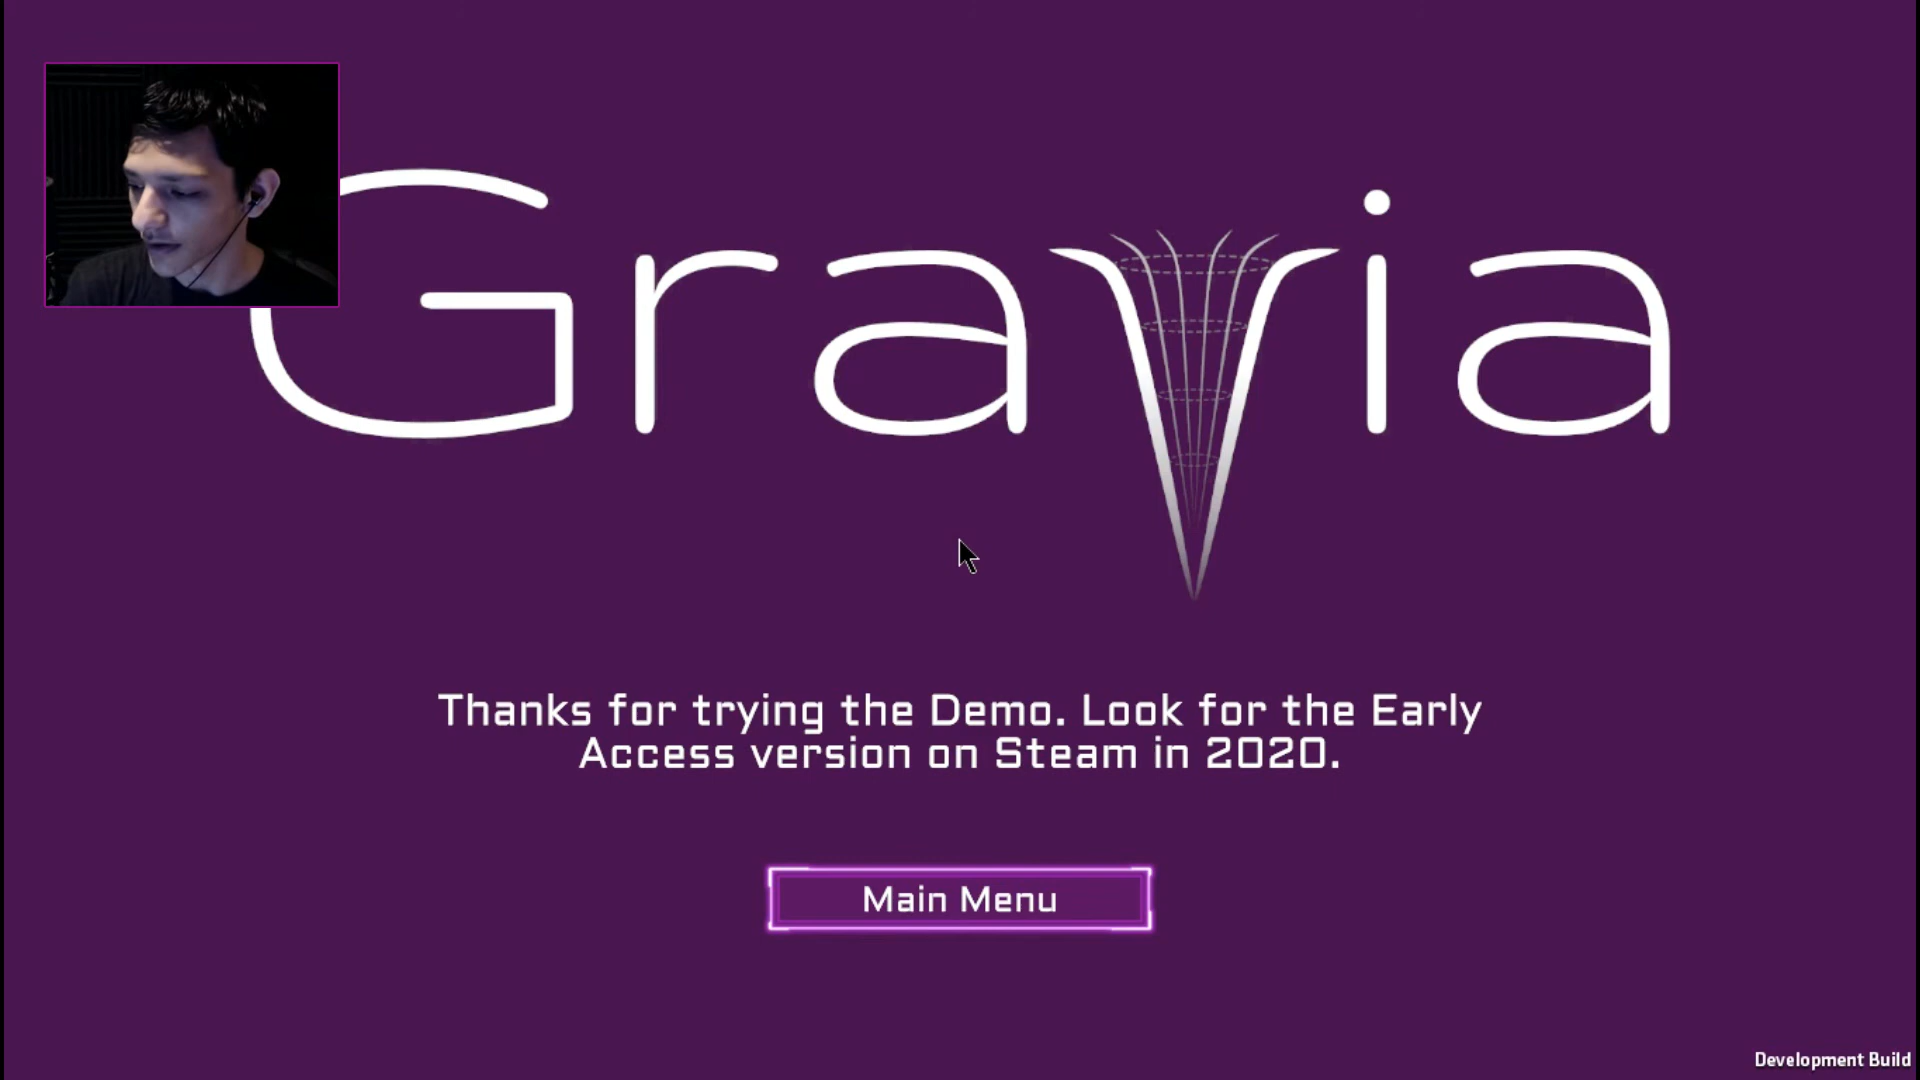 Gravia
Thanks for trying the Demo. Look for the Early
Access version on Steam in 2020.
Main Menu
Development Build